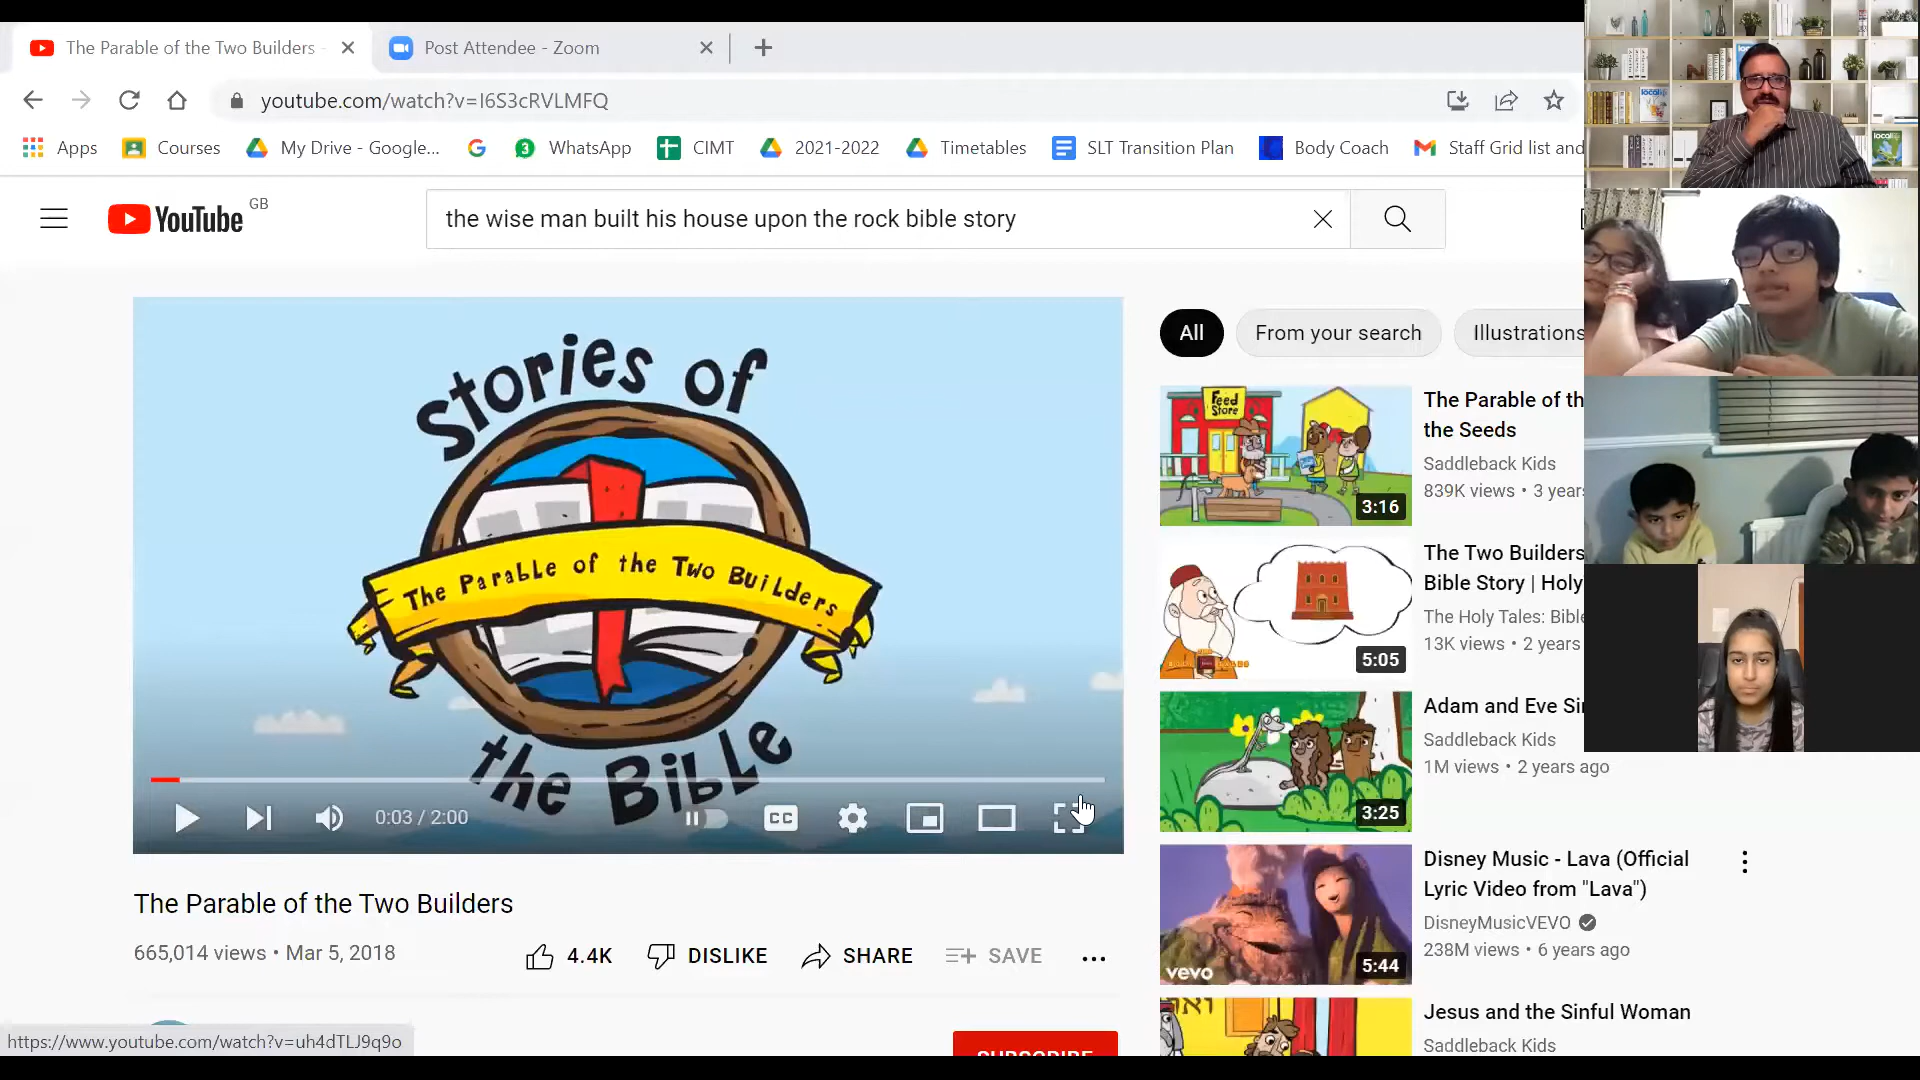 The Parable of the Two Builders -
Post Attendee - Zoom
youtube.com/watch?v=I6S3cRVLMFQ
Apps
Courses
My Drive - Google...
3
WhatsApp
CIMT
2021-2022
Timetables
SLT Transition Plan
Body Coach
Staff Grid list and
YouTube GB
the wise man built his house upon the rock bible story
Stories of
The Parable of the Two Builders
the Bible
0:03 / 2:00
CC
The Parable of the Two Builders
665,014 views • Mar 5, 2018
4.4K
DISLIKE
SHARE
SAVE
...
SUBSCRIBE
https://www.youtube.com/watch?v=uh4dTLJ9q9o
All
From your search
Illustrations
Feed
Store
3:16
The Parable of th
the Seeds
Saddleback Kids
839K views • 3 years
5:05
The Two Builders
Bible Story | Holy
The Holy Tales: Bible
13K views • 2 years
3:25
Adam and Eve Sin
Saddleback Kids
1M views • 2 years ago
vevo
5:44
Disney Music - Lava (Official
Lyric Video from "Lava")
DisneyMusicVEVO
238M views • 6 years ago
Jesus and the Sinful Woman
Saddleback Kids